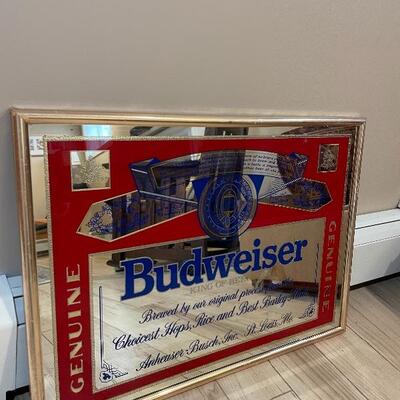 GENUINE
Budweiser
KING OF BEERS
Brewed by our original process from the
Choicest Hops, Rice and Best Barley Malt
Anheuser-Busch, Inc. St. Louis, Mo.
GENUINE